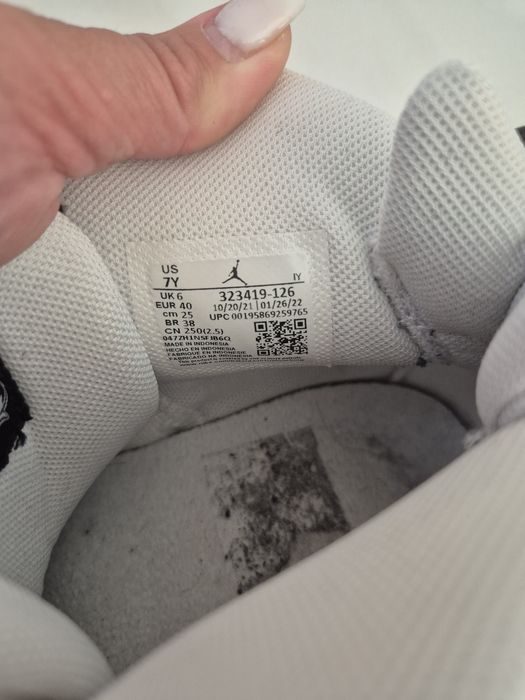 US
7Y IY
UK 6 323419-126
EUR 40 10/20/21 | 01/26/22
cm 25 UPC 00195869259765
BR 38
CN 250(2.5)
047ZH1NSFJB6Q
MADE IN INDONESIA
HECHO EN INDONESIA
FABRIQUE EN INDONESIE
FABRICADO NA INDONESIA